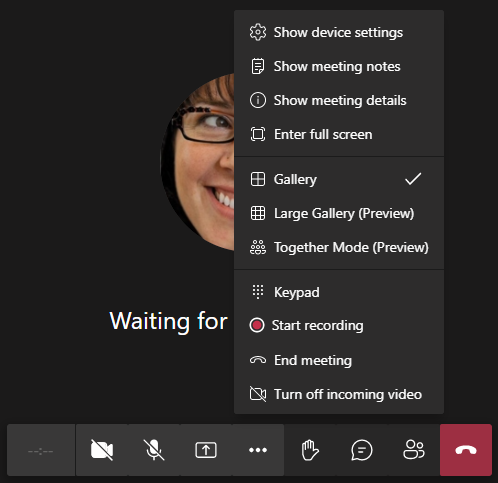 Show device settings
Show meeting notes
Show meeting details
Enter full screen
Gallery
Large Gallery (Preview)
Together Mode (Preview)
Keypad
Waiting for
Start recording
End meeting
Turn off incoming video
--:--